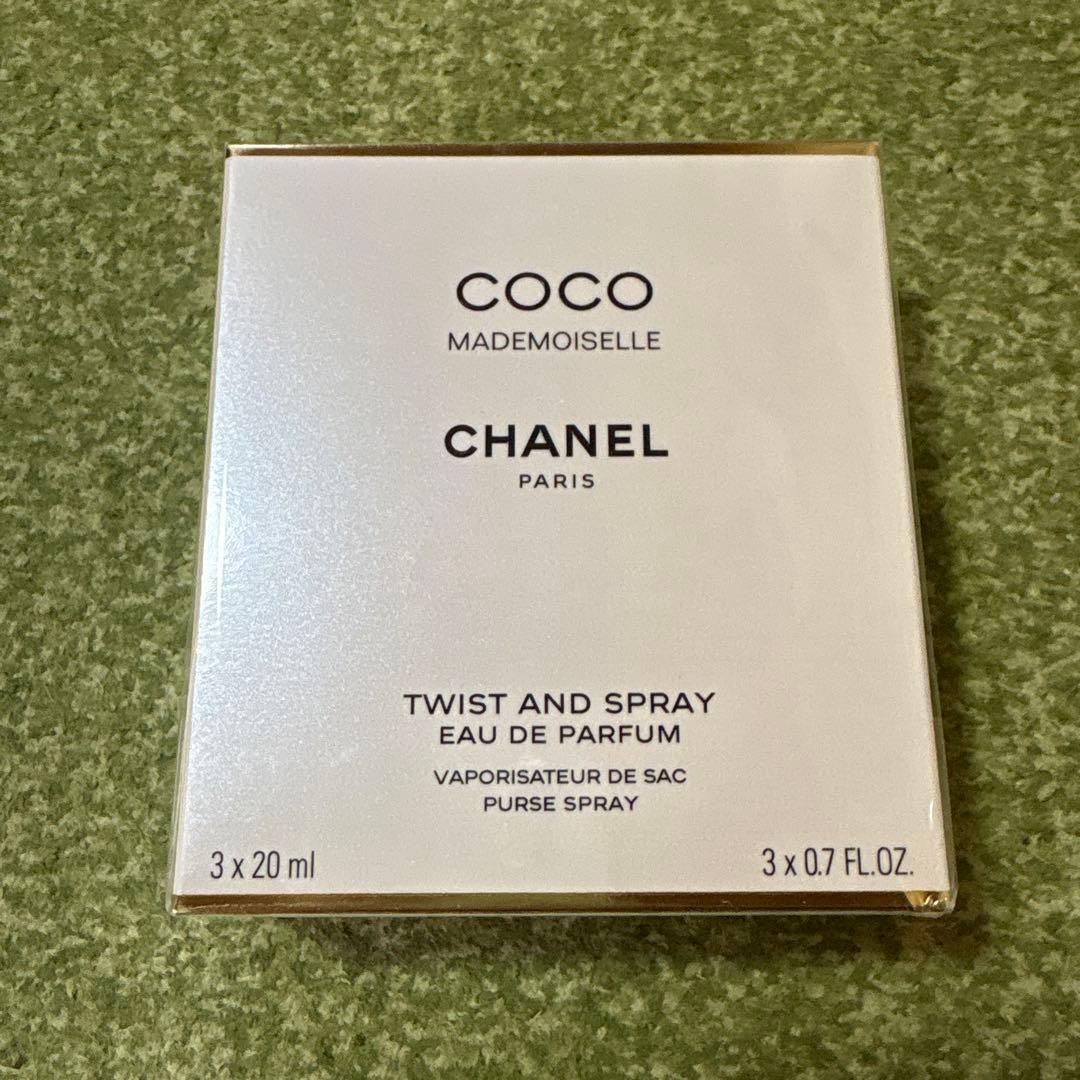 COCO
MADEMOISELLE
CHANEL
PARIS
TWIST AND SPRAY
EAU DE PARFUM
VAPORISATEUR DE SAC
PURSE SPRAY
3 x 20 ml
3 x 0.7 FL.OZ.